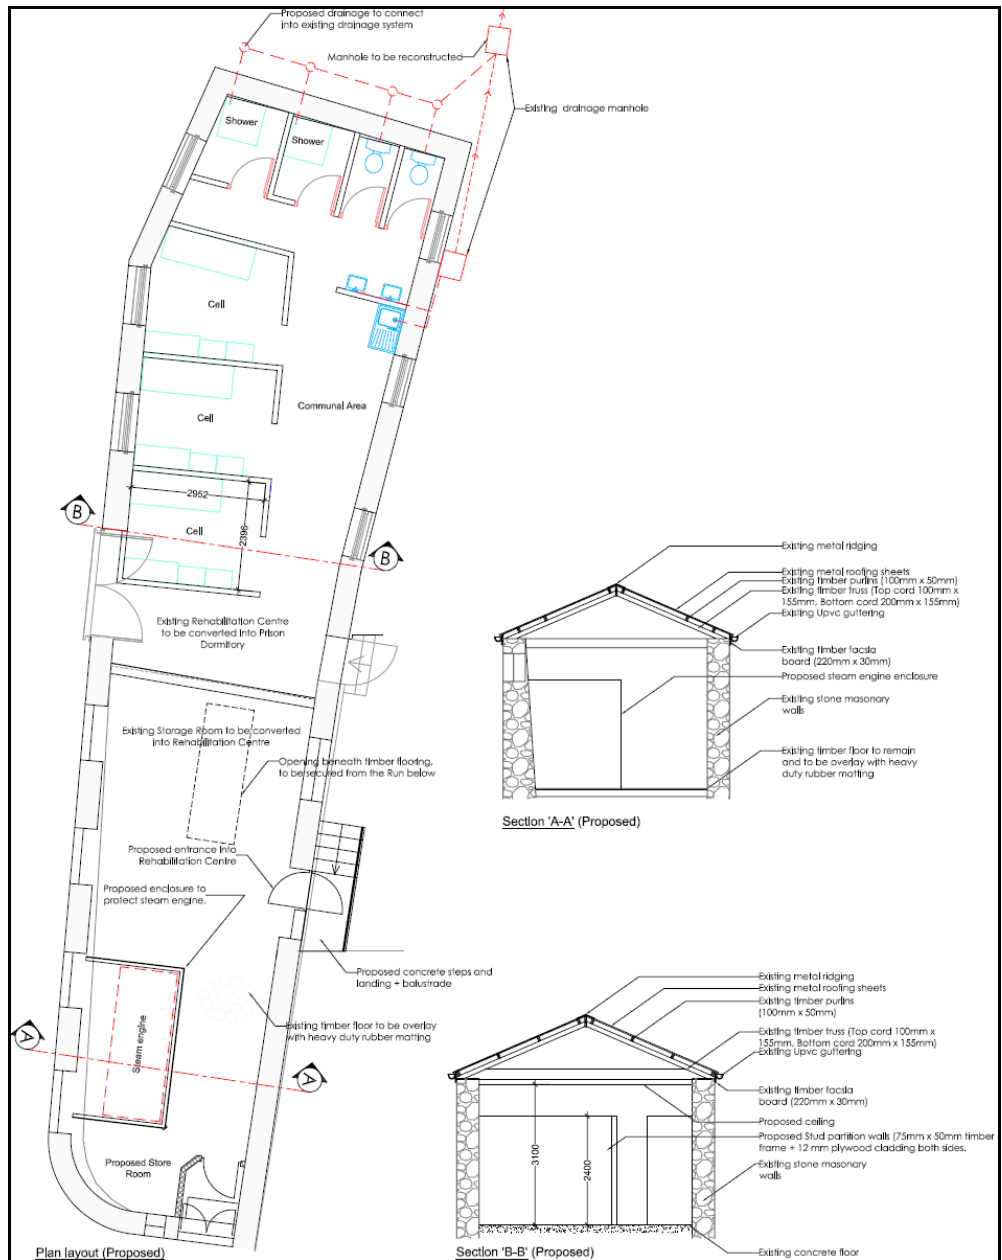 Proposed drainage to connect
into existing drainage system
Manhole to be reconstructed
Existing drainage manhole
Shower
Shower
Cell
Communal Area
Cell
2952
2396
Cell
B
B
Existing Rehabilitation Centre
to be converted into Prison
Dormitory
Existing Storage Room to be converted
into Rehabilitation Centre
Opening beneath timber flooring,
to be secured from the Run below
Proposed entrance into
Rehabilitation Centre
Proposed enclosure to
protect steam engine.
Proposed concrete steps and
landing + balustrade
Existing timber floor to be overlay
with heavy duty rubber matting
Steam engine
A
A
Proposed Store
Room
Plan layout (Proposed)
Existing metal ridging
Existing metal roofing sheets
Existing timber purlins (100mm x 50mm)
Existing timber truss (Top cord 100mm x
155mm, Bottom cord 200mm x 155mm)
Existing Upvc guttering
Existing timber facsia
board (220mm x 30mm)
Proposed steam engine enclosure
Existing stone masonary
walls
Existing timber floor to remain
and to be overlay with heavy
duty rubber matting
Section 'A-A' (Proposed)
Existing metal ridging
Existing metal roofing sheets
Existing timber purlins
(100mm x 50mm)
Existing timber truss (Top cord 100mm x
155mm, Bottom cord 200mm x 155mm)
Existing Upvc guttering
Existing timber facsia
board (220mm x 30mm)
Proposed ceiling
Proposed Stud partition walls (75mm x 50mm timber
frame + 12 mm plywood cladding both sides.
Existing stone masonary
walls
3100
2400
Existing concrete floor
Section 'B-B' (Proposed)